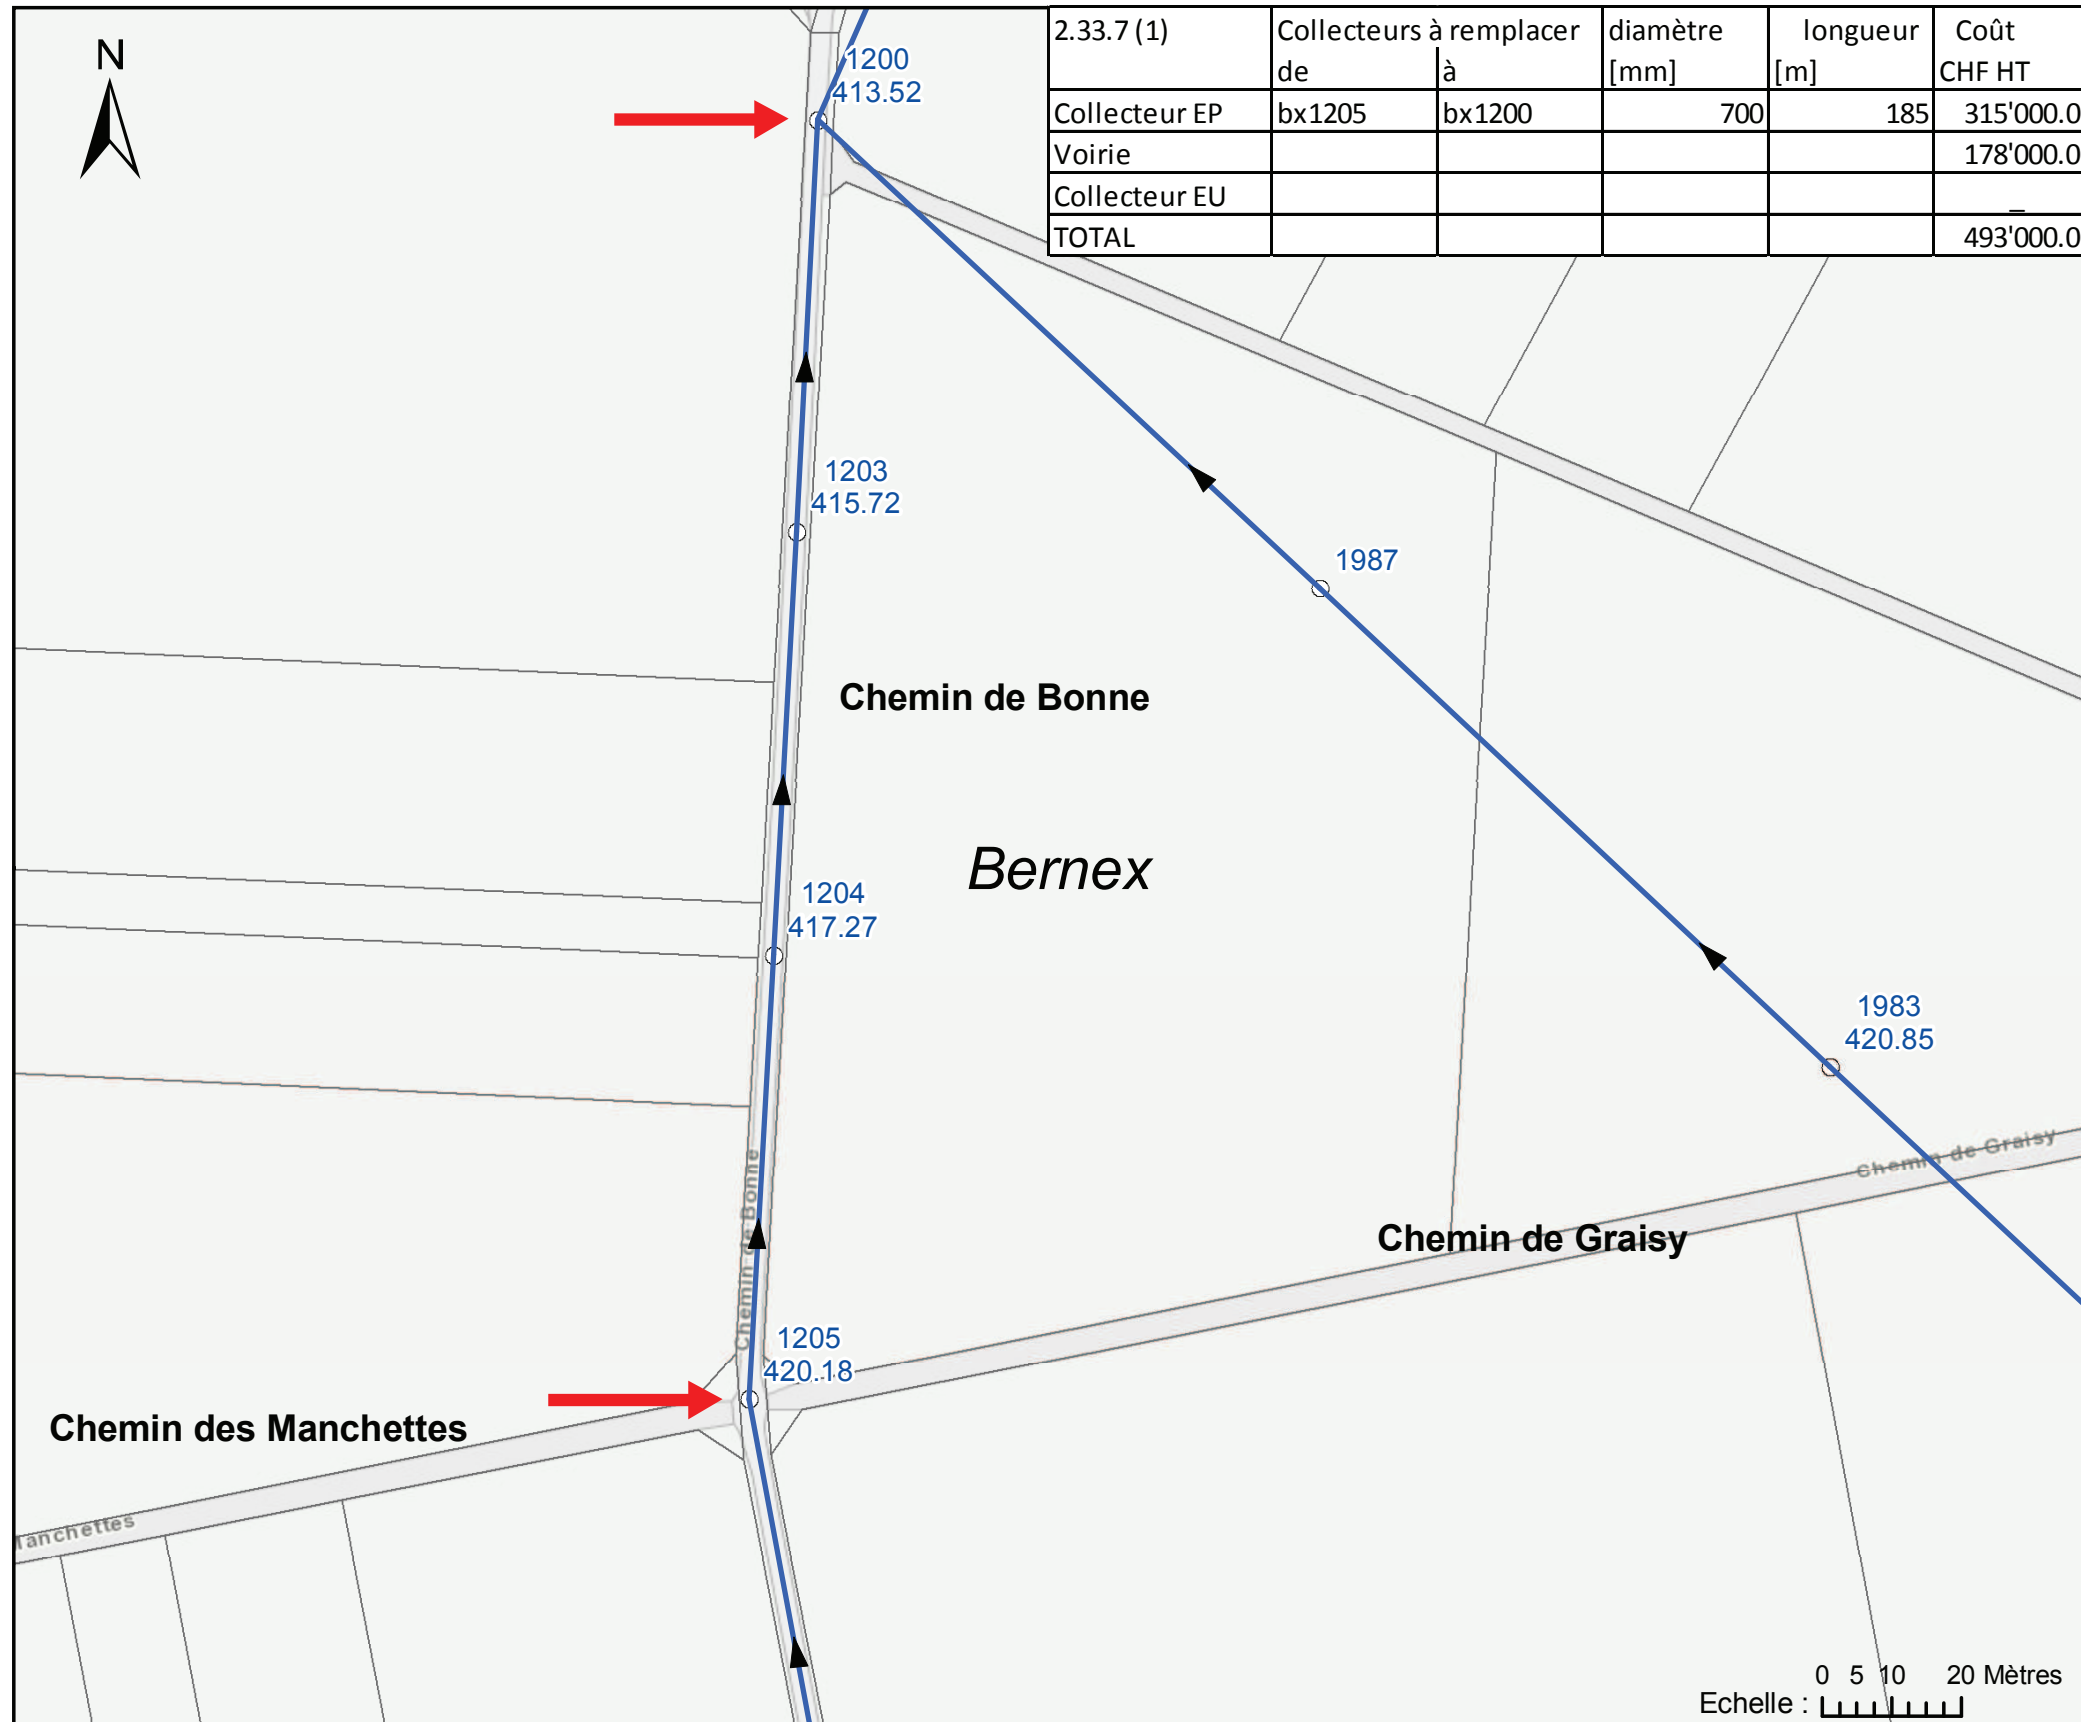 N
2.33.7 (1) Collecteurs à remplacer diamètre longueur Coût
de à [mm] [m] CHF HT
Collecteur EP bx1205 bx1200 700 185 315'000.0
Voirie 178'000.0
Collecteur EU _
TOTAL 493'000.0
1200
413.52
1203
415.72
1987
Chemin de Bonne
Bernex
1204
417.27
1983
420.85
Chemin de Graisy
Chemin de Bonne
Chemin de Graisy
1205
420.18
Chemin des Manchettes
Manchettes
0 5 10 20 Mètres
Echelle :